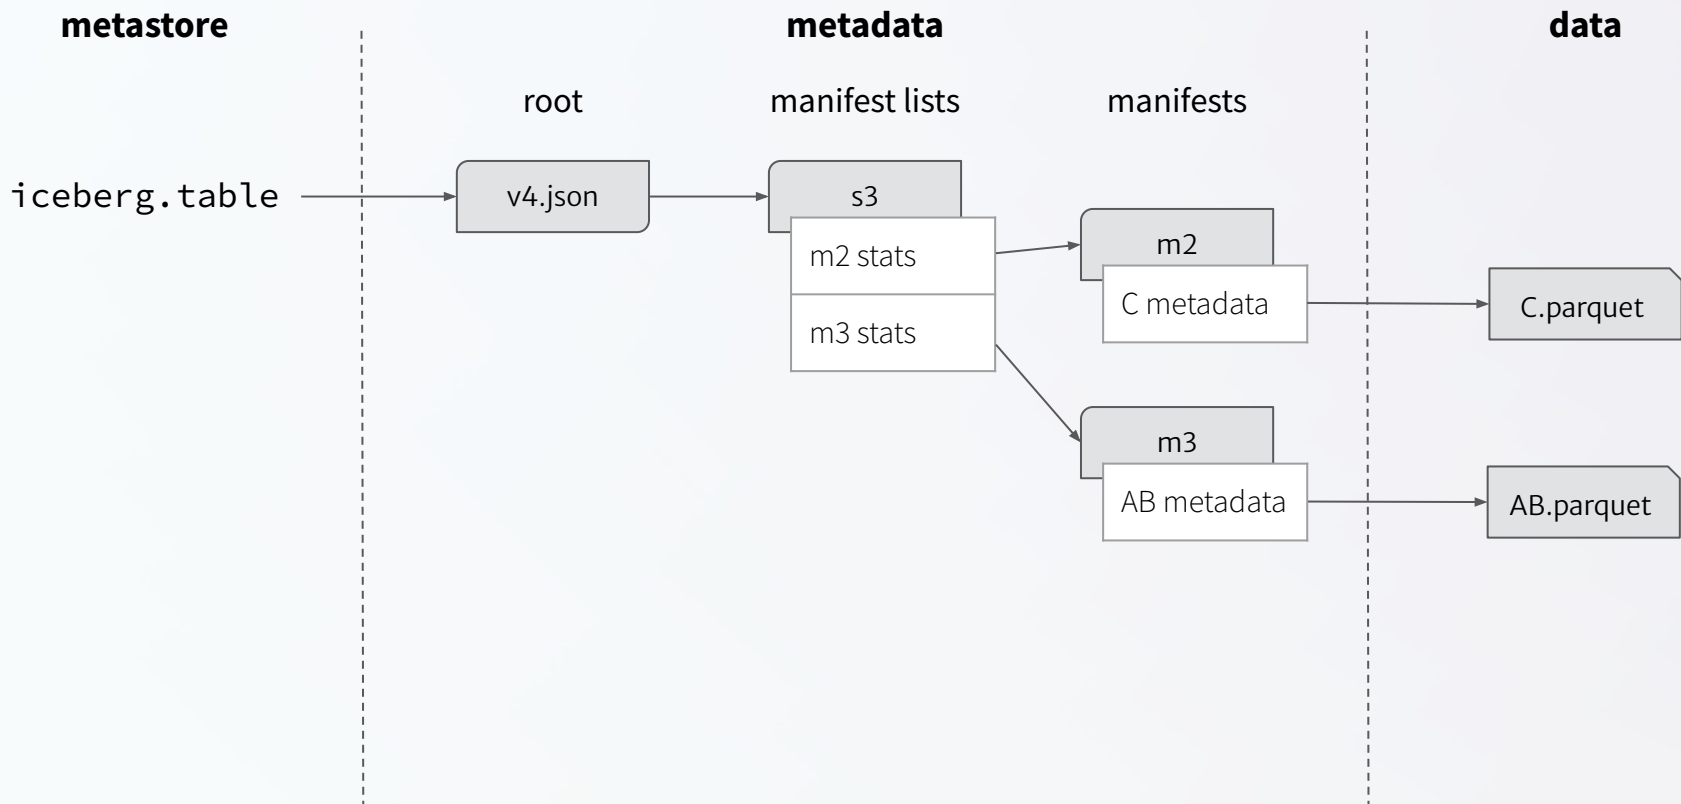 metastore
metadata
data
root
manifest lists
manifests
iceberg.table
v4.json
s3
m2 stats
m3 stats
m2
C metadata
C.parquet
m3
AB metadata
AB.parquet